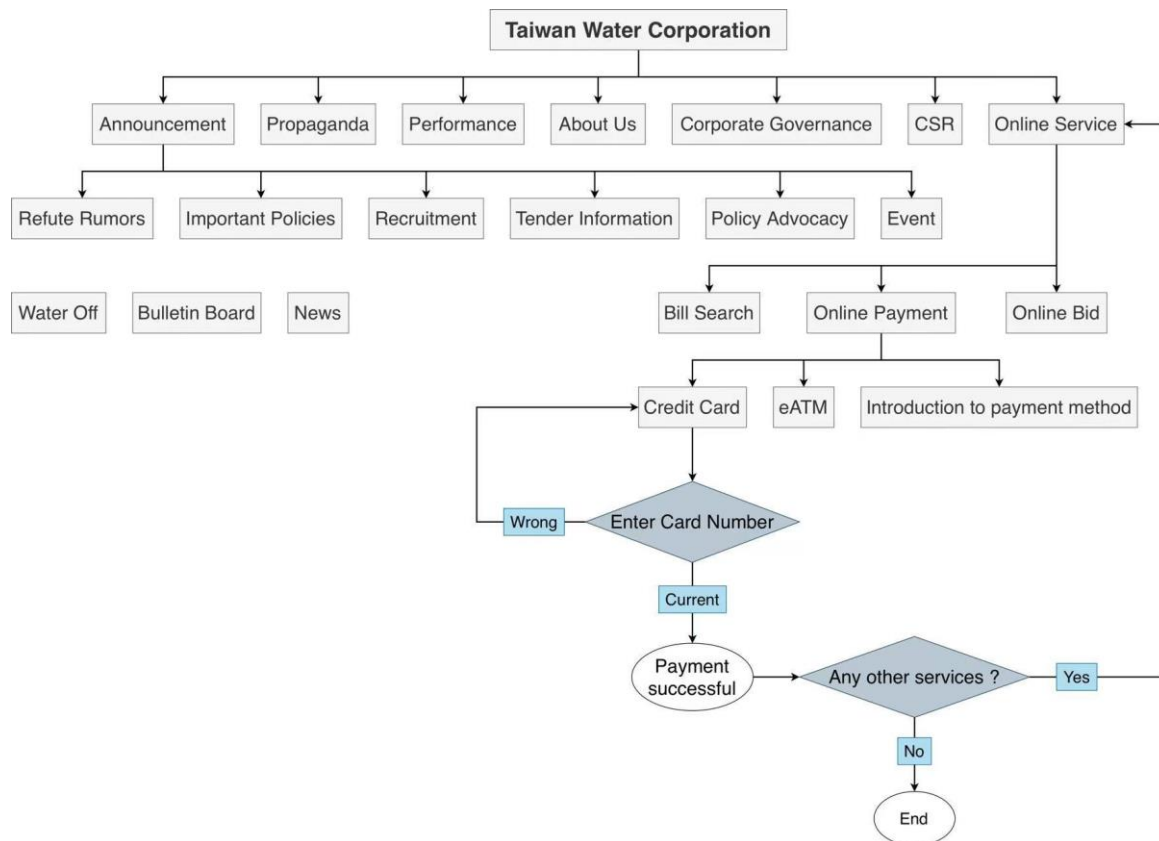 Taiwan Water Corporation
Announcement
Propaganda
Performance
About Us
Corporate Governance
CSR
Online Service
Refute Rumors
Important Policies
Recruitment
Tender Information
Policy Advocacy
Event
Water Off
Bulletin Board
News
Bill Search
Online Payment
Online Bid
Credit Card
eATM
Introduction to payment method
Wrong
Enter Card Number
Current
Payment
successful
Any other services ?
Yes
No
End